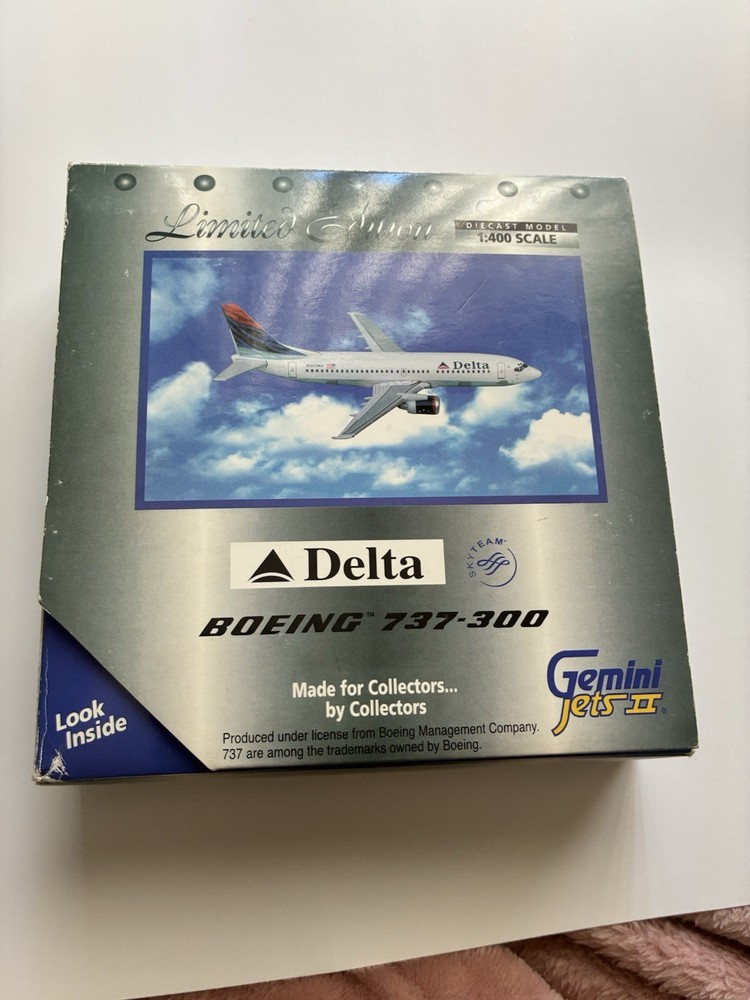 Limited Edition
DIECAST MODEL
1:400 SCALE
Delta
Delta
SKYTEAM
BOEING™ 737-300
Gemini
Jets II®
Made for Collectors...
by Collectors
Look
Inside
Produced under license from Boeing Management Company.
737 are among the trademarks owned by Boeing.